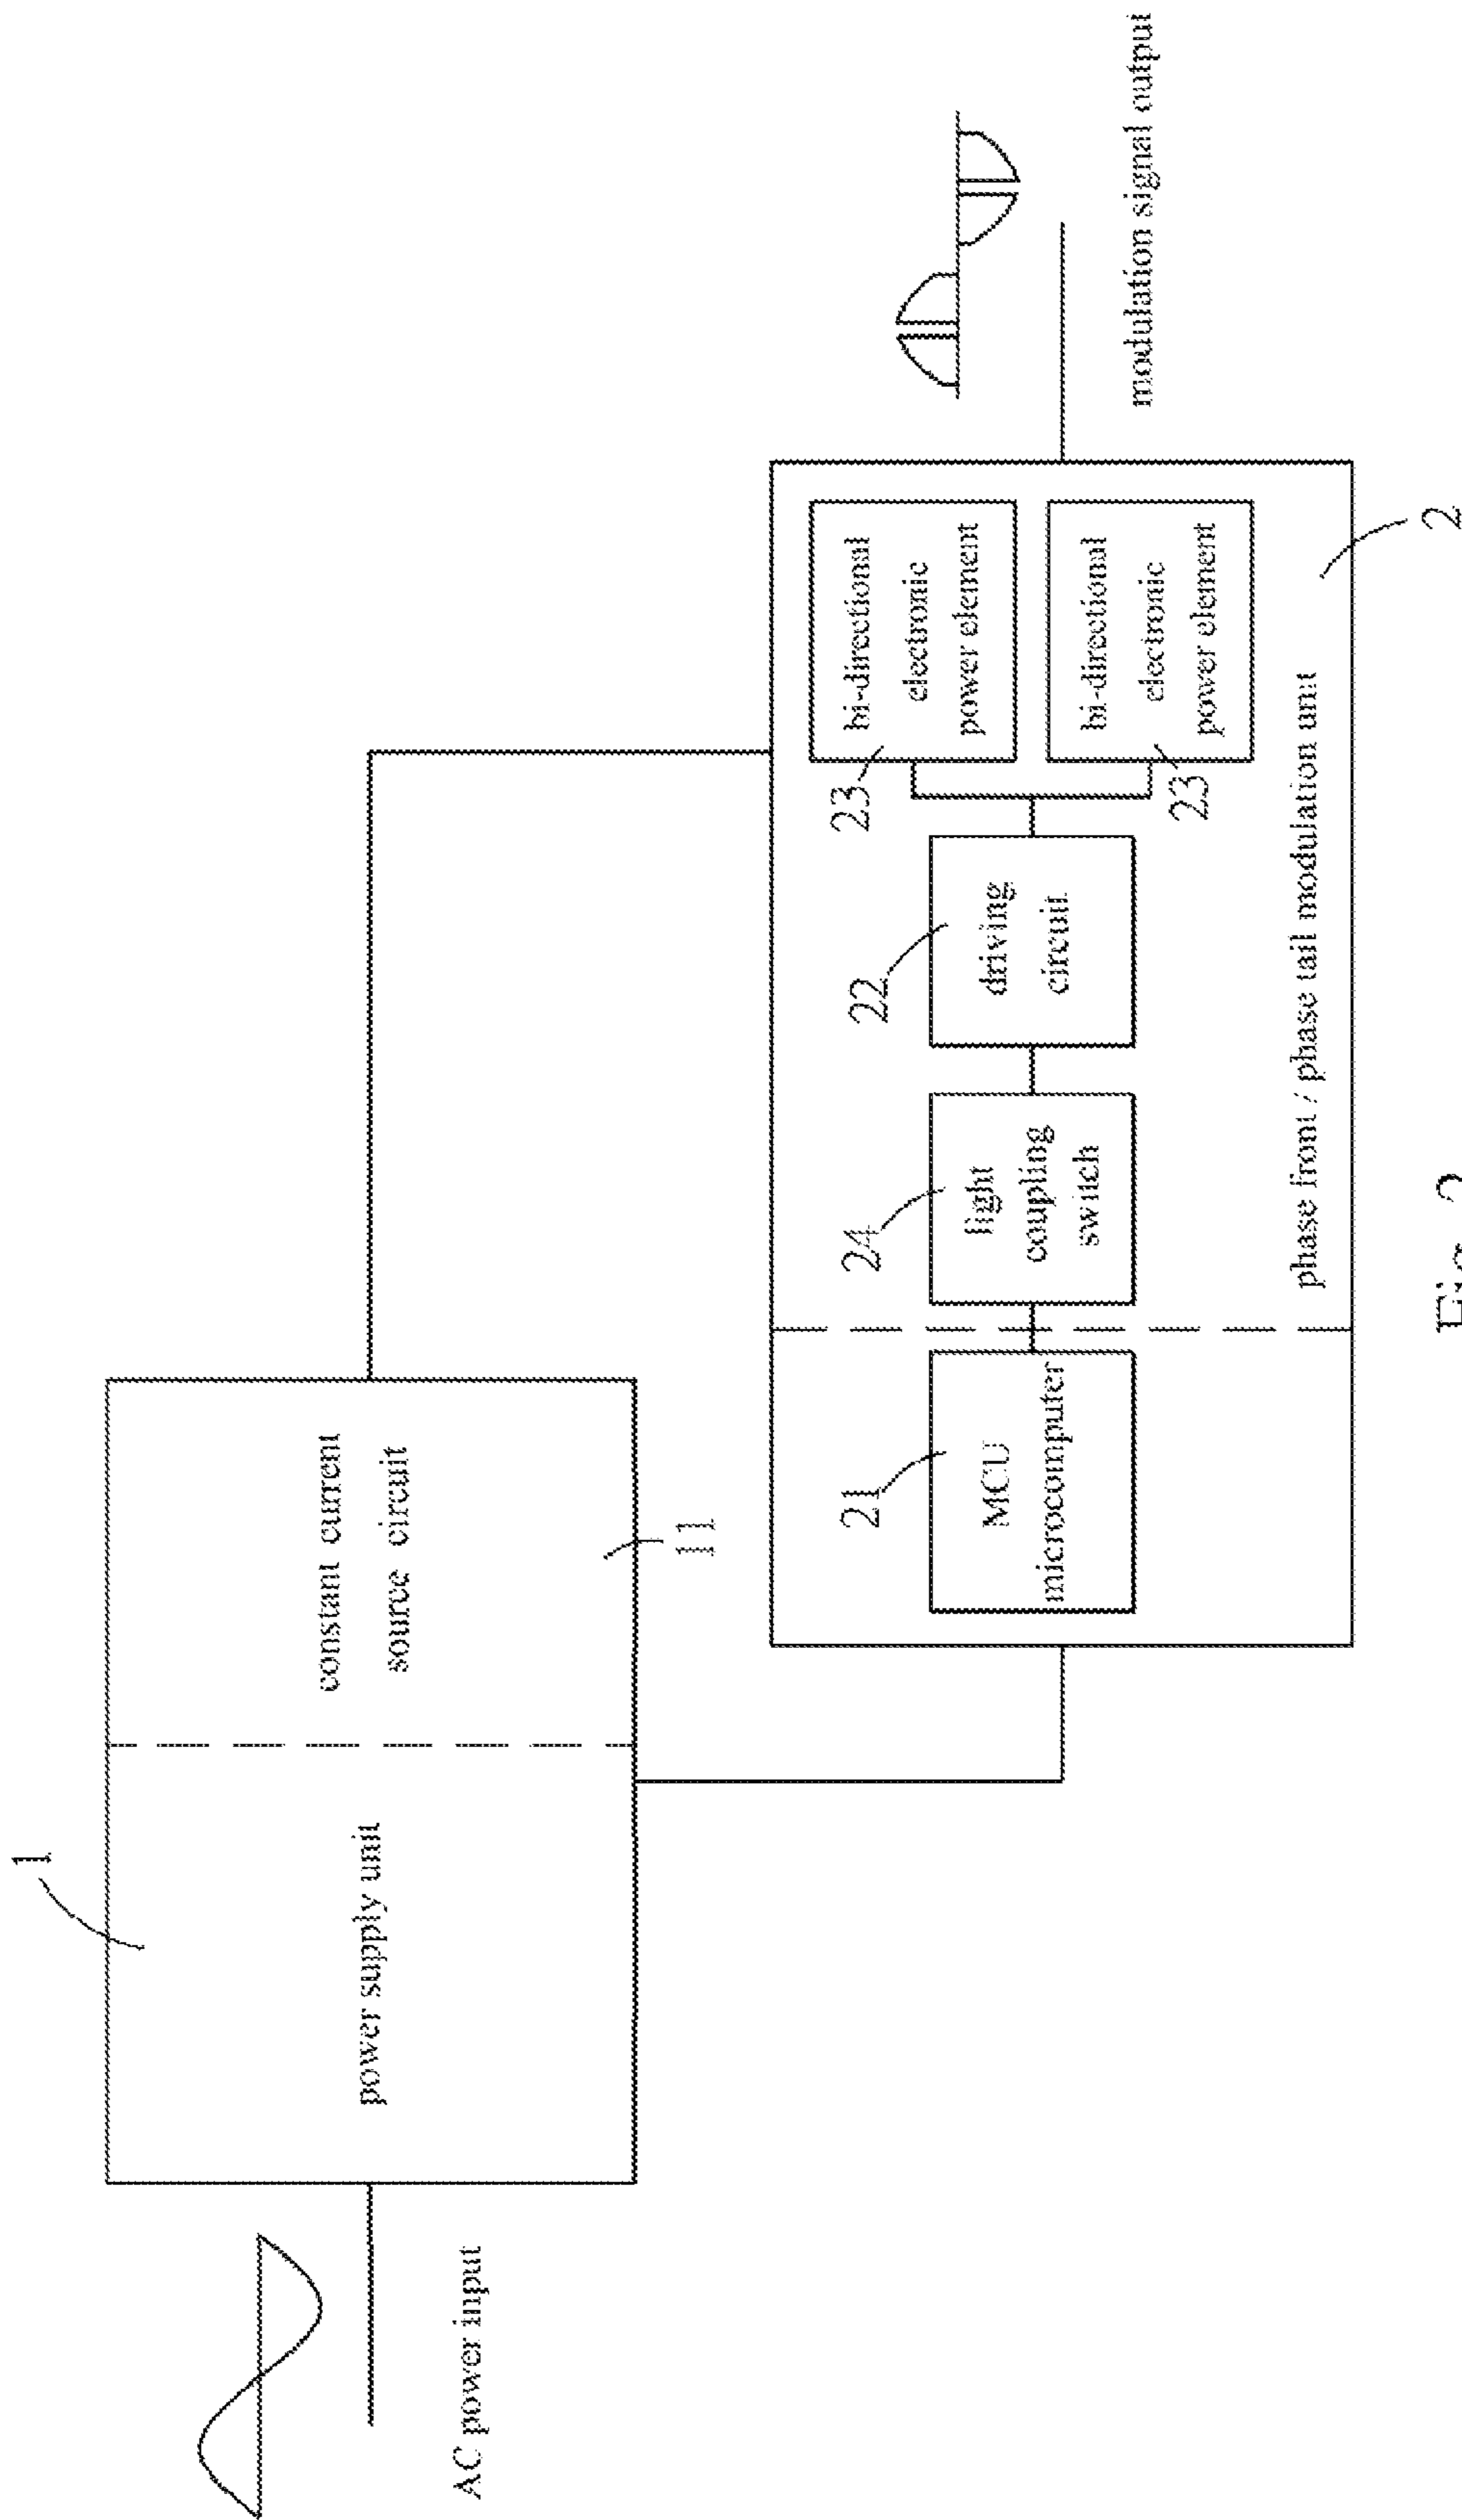 1
AC power input
power supply unit
constant current
source circuit
11
21
MCU
microcomputer
24
light
coupling
switch
22
driving
circuit
23
bi-directional
electronic
power element
23
bi-directional
electronic
power element
phase front / phase tail modulation unit
2
modulation signal output
Fig. 2